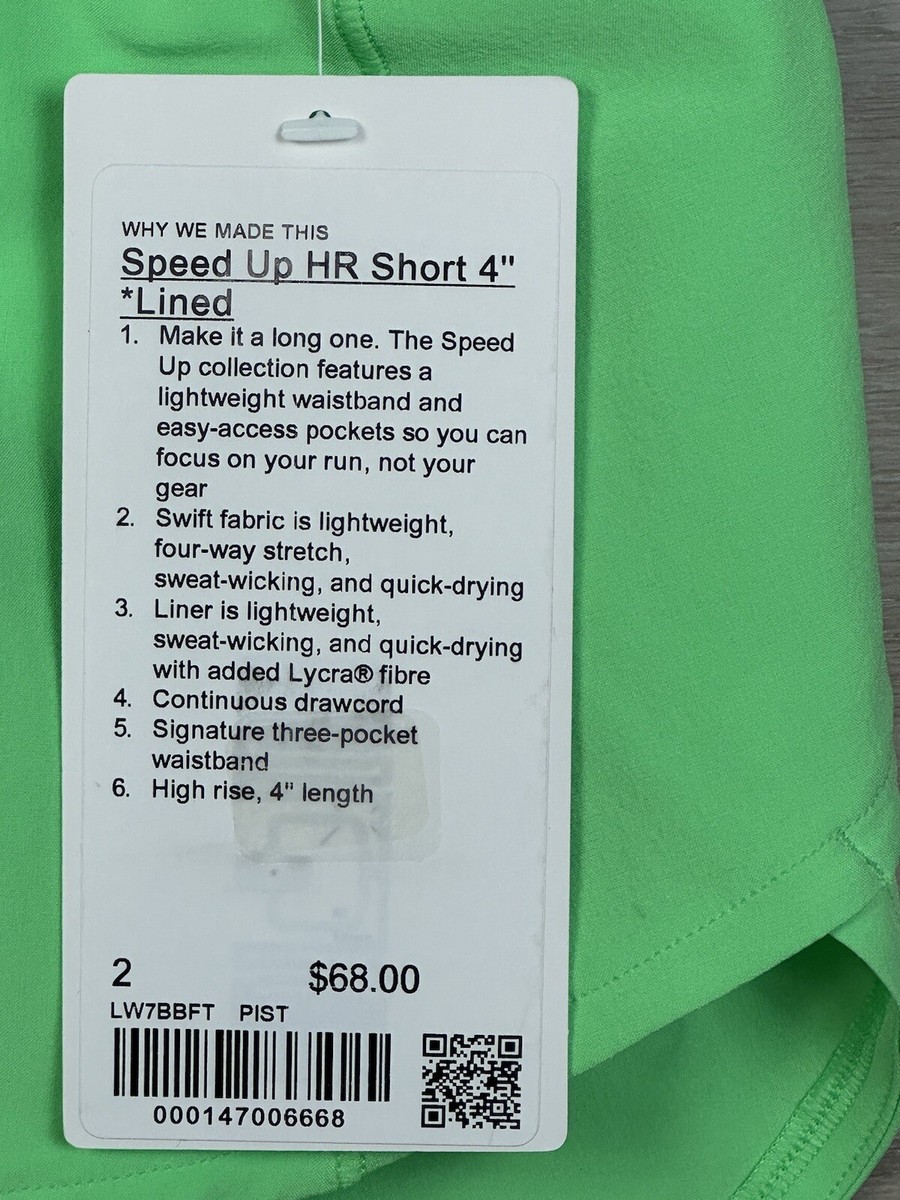 WHY WE MADE THIS
Speed Up HR Short 4"
*Lined
1. Make it a long one. The Speed
Up collection features a
lightweight waistband and
easy-access pockets so you can
focus on your run, not your
gear
2. Swift fabric is lightweight,
four-way stretch,
sweat-wicking, and quick-drying
3. Liner is lightweight,
sweat-wicking, and quick-drying
with added Lycra® fibre
4. Continuous drawcord
5. Signature three-pocket
waistband
6. High rise, 4" length
2 $68.00
LW7BBFT PIST
000147006668